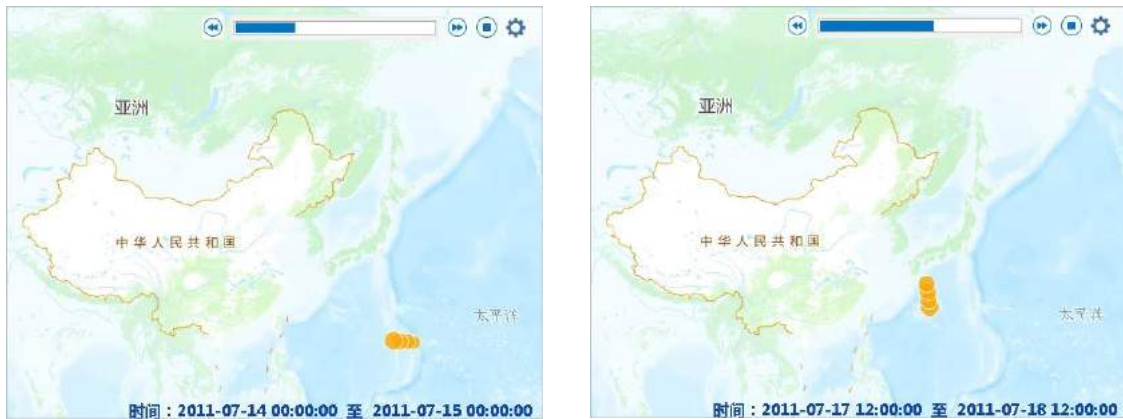 亚洲
中华人民共和国
太平洋
时间：2011-07-14 00:00:00 至 2011-07-15 00:00:00
亚洲
中华人民共和国
太平洋
时间：2011-07-17 12:00:00 至 2011-07-18 12:00:00